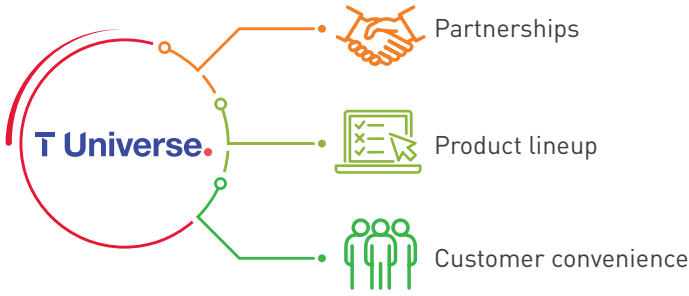 Partnerships
T Universe.
Product lineup
Customer convenience